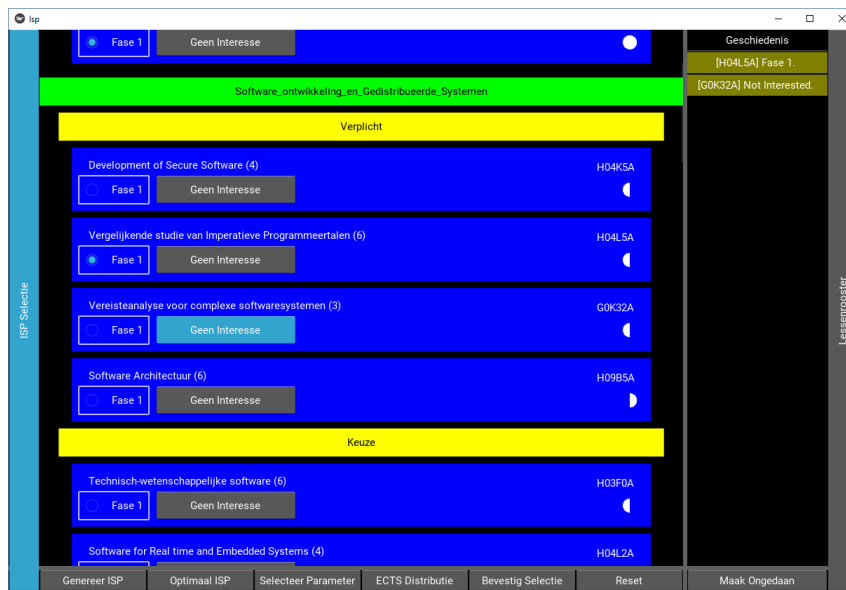 Isp
ISP Selectie
Fase 1
Geen Interesse
Software_ontwikkeling_en_Gedistribueerde_Systemen
Verplicht
Development of Secure Software (4)
H04K5A
Fase 1
Geen Interesse
Vergelijkende studie van Imperatieve Programmeertalen (6)
H04L5A
Fase 1
Geen Interesse
Vereisteanalyse voor complexe softwaresystemen (3)
G0K32A
Fase 1
Geen Interesse
Software Architectuur (6)
H09B5A
Fase 1
Geen Interesse
Keuze
Technisch-wetenschappelijke software (6)
H03F0A
Fase 1
Geen Interesse
Software for Real time and Embedded Systems (4)
H04L2A
Genereer ISP
Optimaal ISP
Selecteer Parameter
ECTS Distributie
Bevestig Selectie
Reset
Geschiedenis
[H04L5A] Fase 1.
[G0K32A] Not Interested.
Maak Ongedaan
Lessenrooster